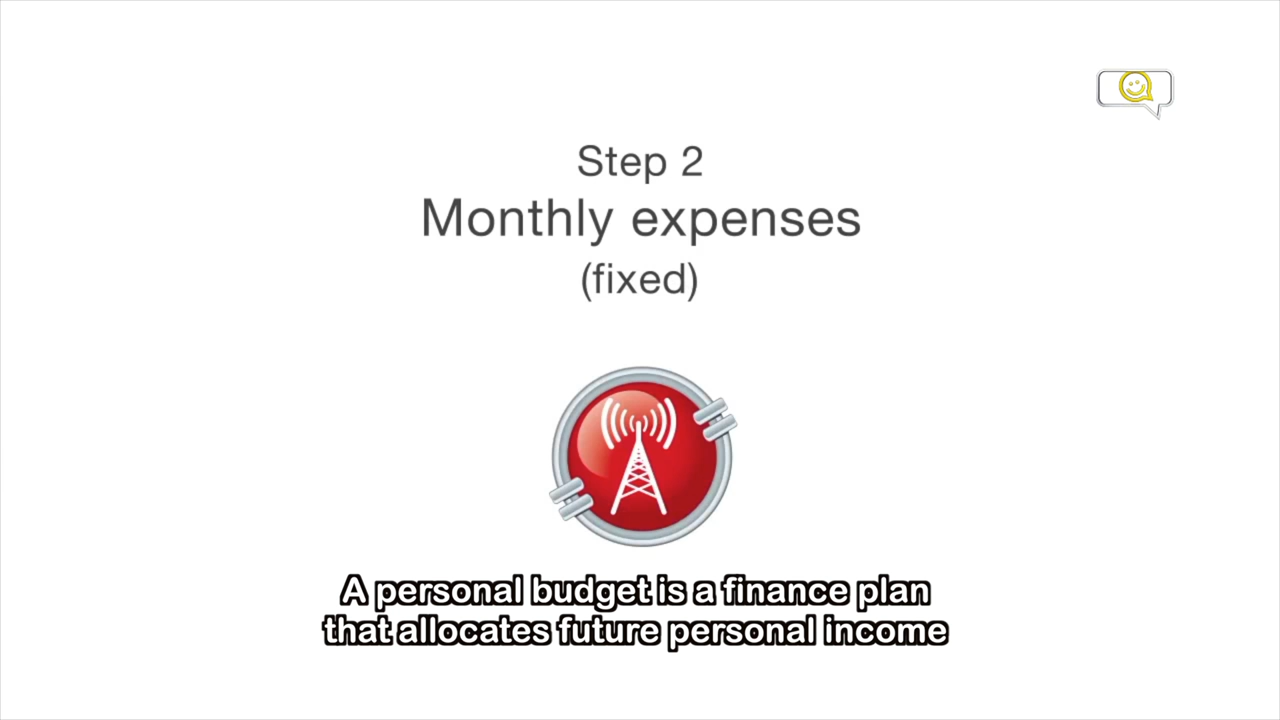 Step 2
Monthly expenses
(fixed)
A personal budget is a finance plan
that allocates future personal income